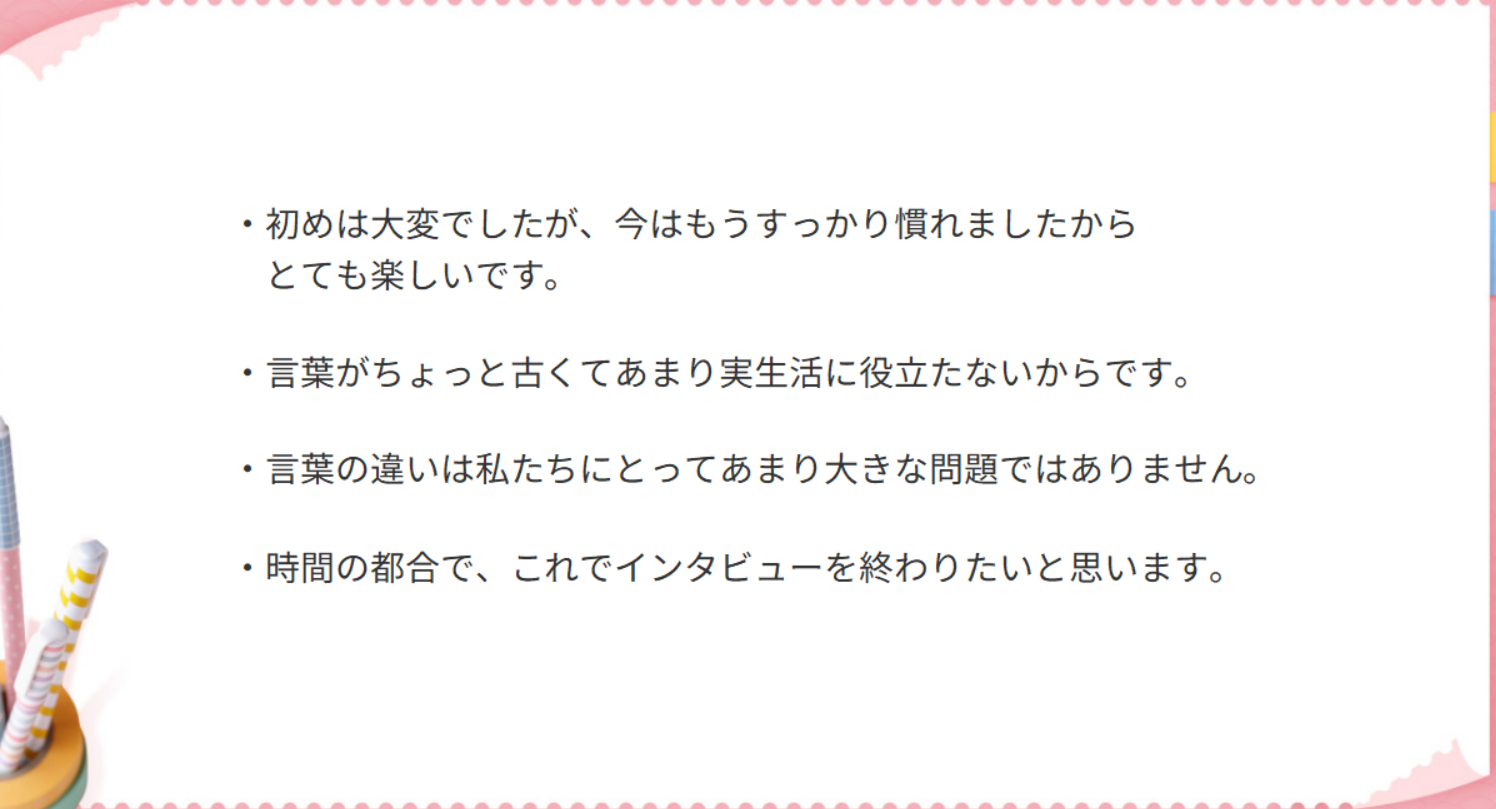 ・初めは大変でしたが、今はもうすっかり慣れましたから
とても楽しいです。
・言葉がちょっと古くてあまり実生活に役立たないからです。
・言葉の違いは私たちにとってあまり大きな問題ではありません。
・時間の都合で、これでインタビューを終わりたいと思います。